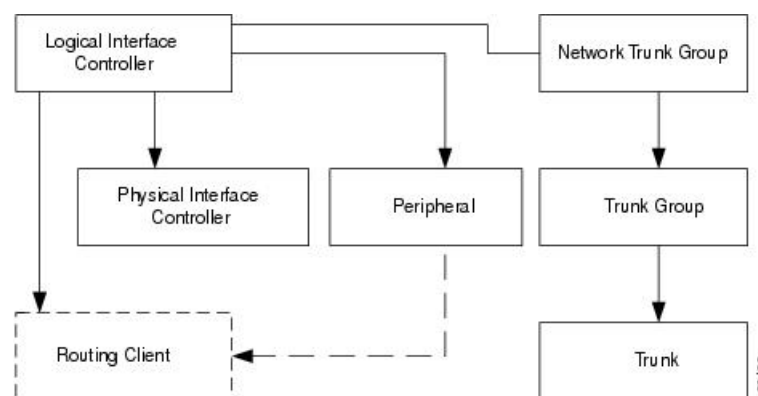 Logical Interface
Controller
Network Trunk Group
Physical Interface
Controller
Peripheral
Trunk Group
Routing Client
Trunk